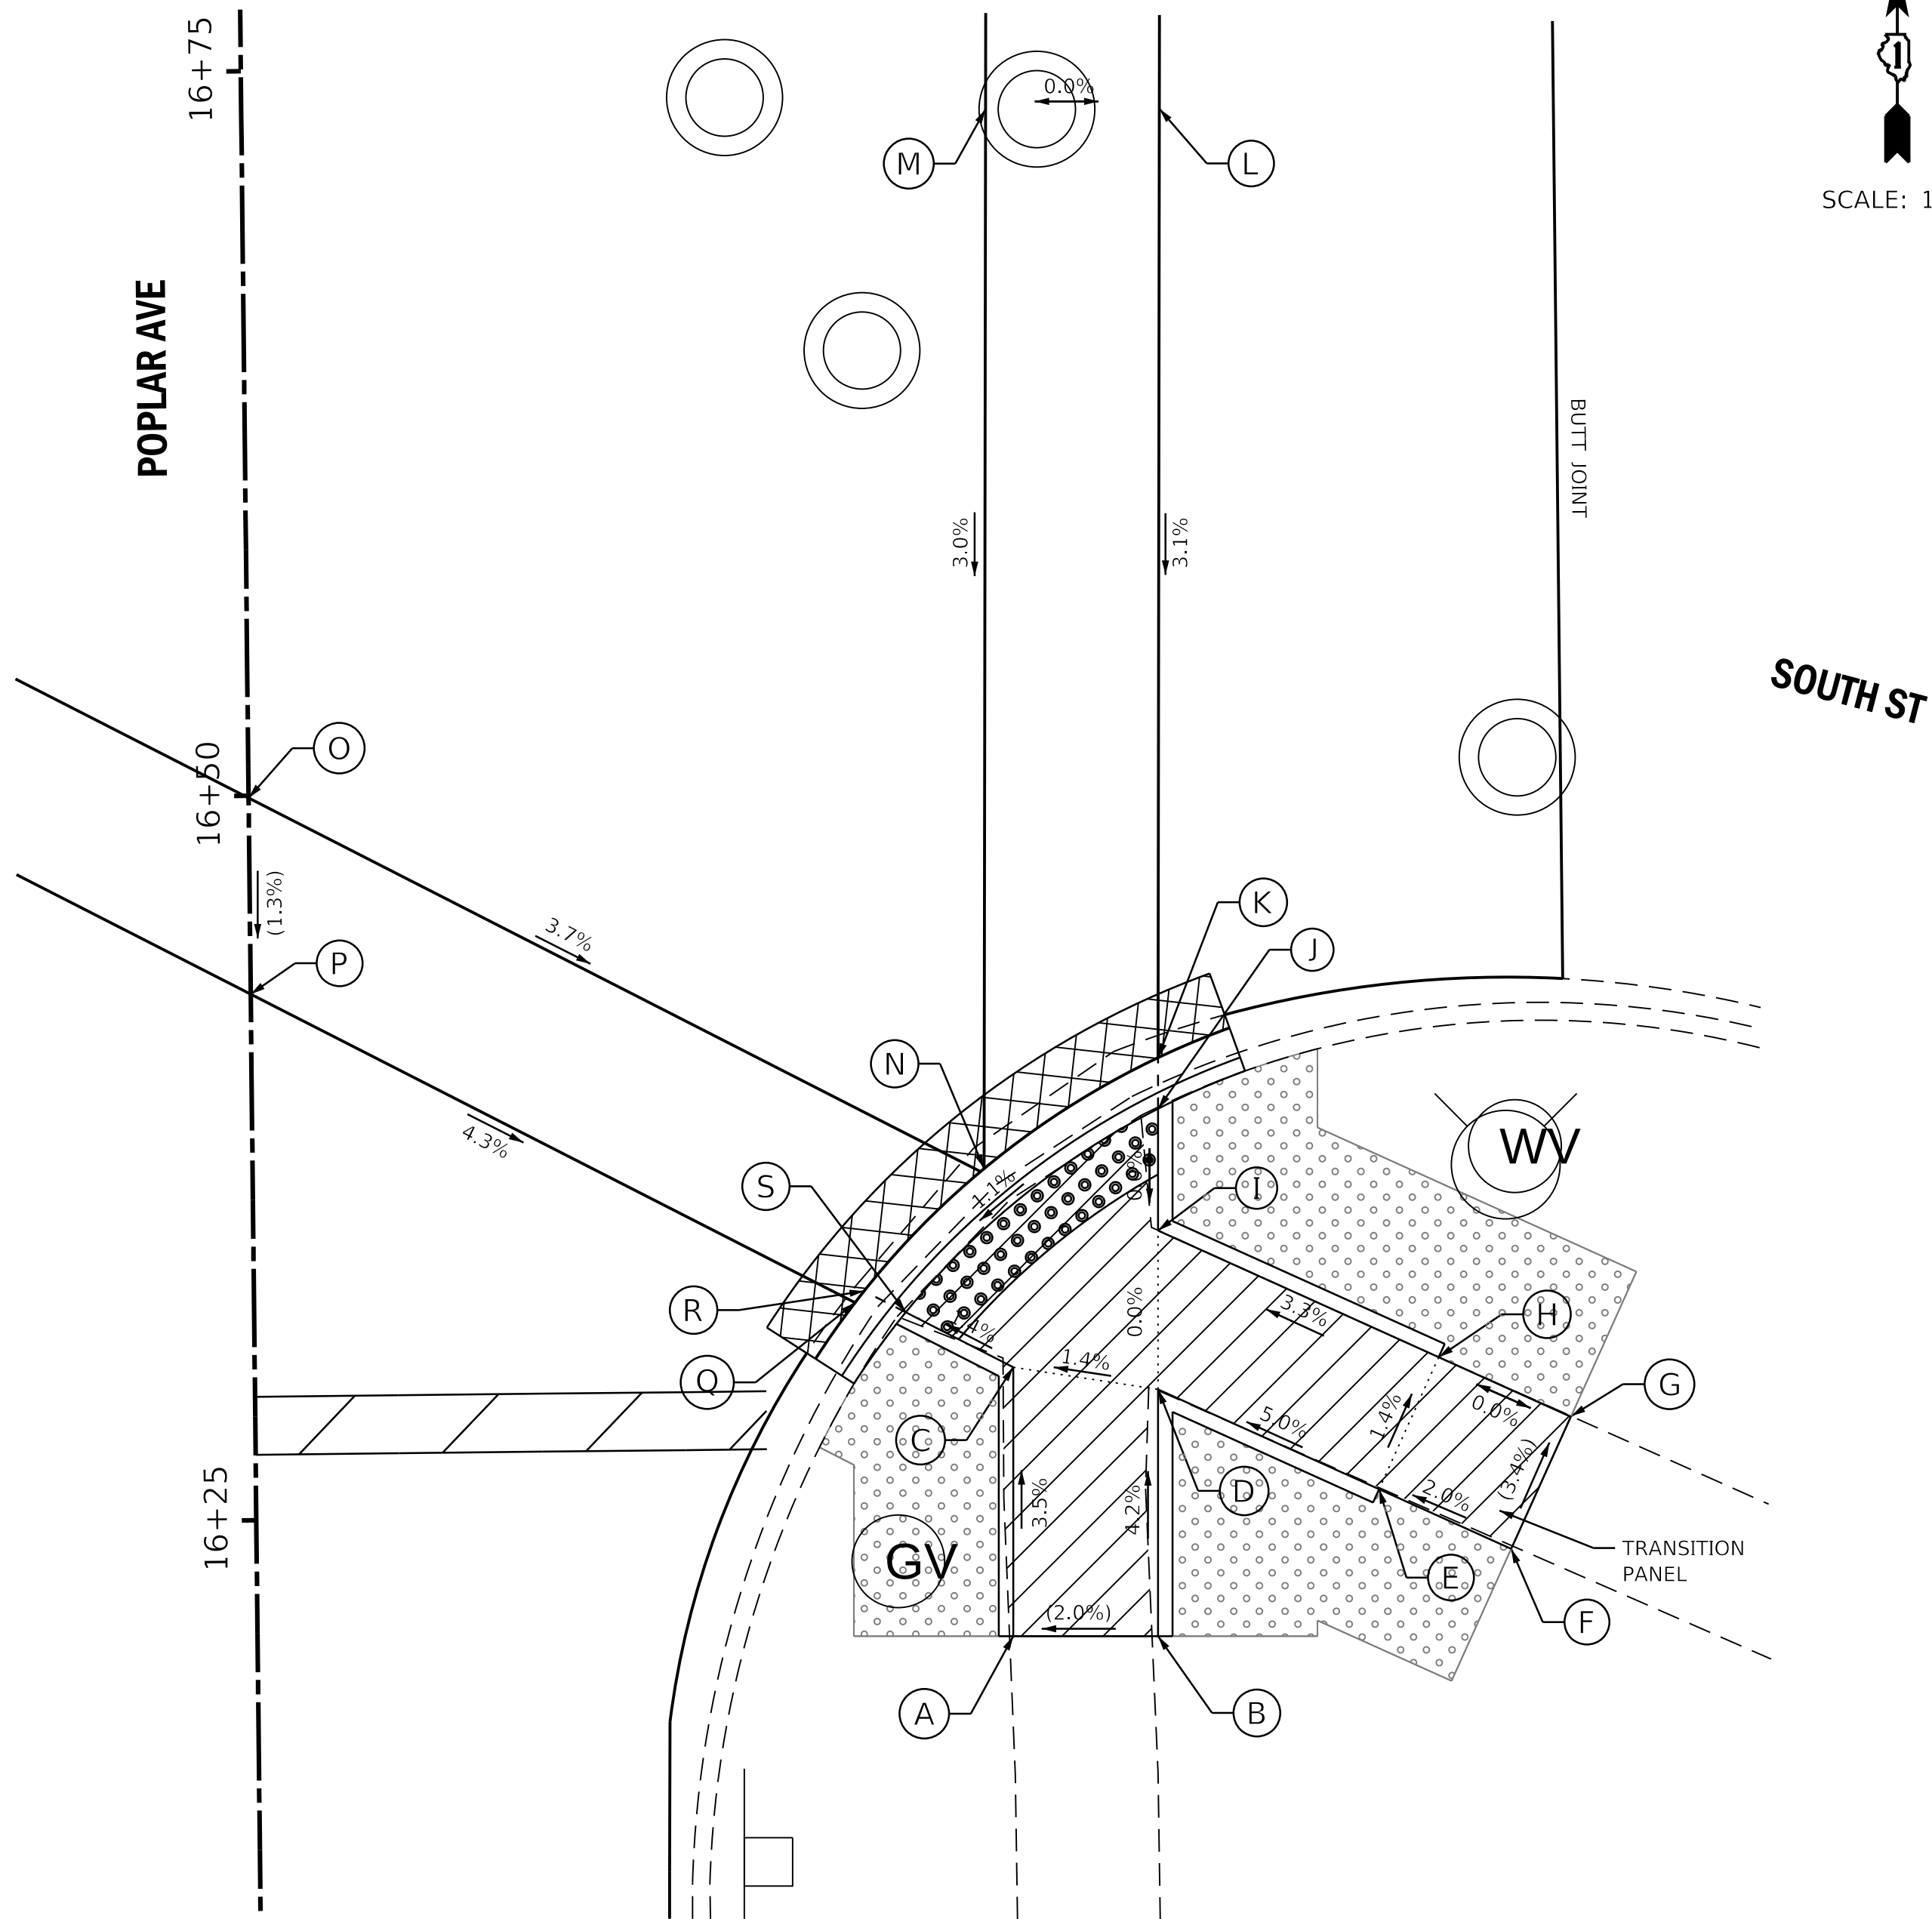 16+75
M
0.0%
L
1
SCALE: 1
POPLAR AVE
BUTT JOINT
3.0%
3.1%
SOUTH ST
O
16+50
(1.3%)
P
3.7%
K
J
N
4.3%
S
1.1%
I
WV
R
0.0%
3.3%
H
Q
1.4%
C
5.0%
1.4%
0.0%
G
D
3.5%
4.2%
2.0%
(3.4%)
16+25
GV
E
TRANSITION
PANEL
(2.0%)
F
A
B